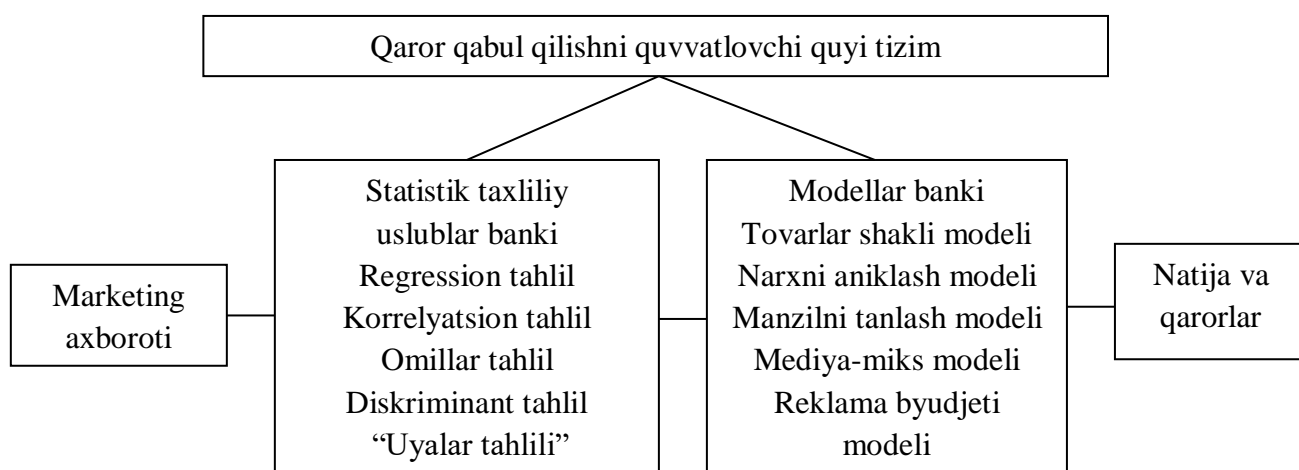 Qaror qabul qilishni quvvatlovchi quyi tizim
Marketing
axboroti
Statistik taxliliy
uslublar banki
Regression tahlil
Korrelyatsion tahlil
Omillar tahlil
Diskriminant tahlil
“Uyalar tahlili”
Modellar banki
Tovarlar shakli modeli
Narxni aniklash modeli
Manzilni tanlash modeli
Mediya-miks modeli
Reklama byudjeti
modeli
Natija va
qarorlar